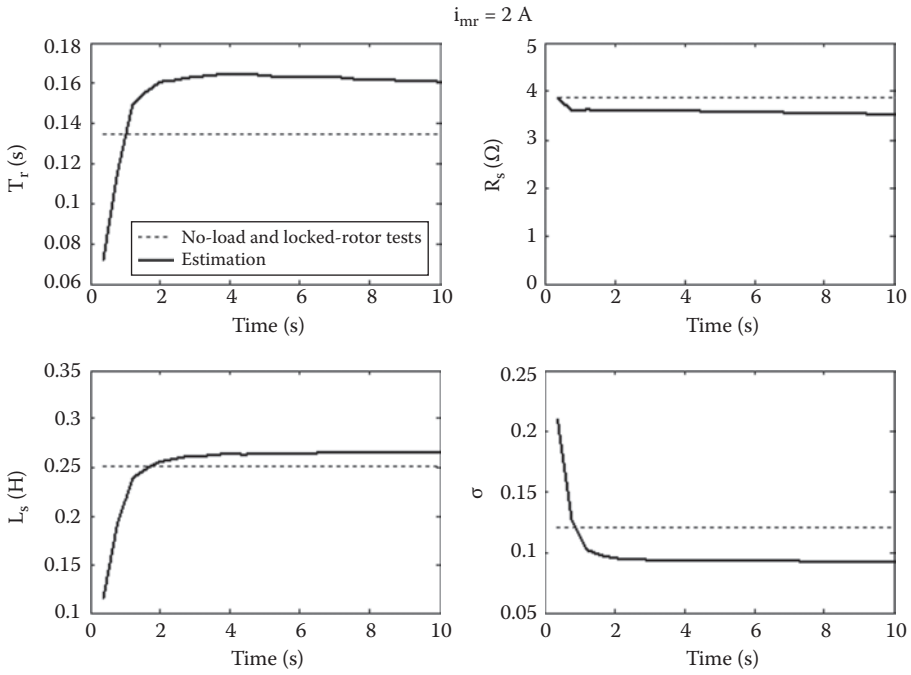 i_mr = 2 A
0.18
0.16
0.14
0.12
0.1
0.08
0.06
T_r (s)
No-load and locked-rotor tests
Estimation
0 2 4 6 8 10
Time (s)
5
4
3
2
1
0
R_s (Ω)
0 2 4 6 8 10
Time (s)
0.35
0.3
0.25
0.2
0.15
0.1
L_s (H)
0 2 4 6 8 10
Time (s)
0.25
0.2
0.15
0.1
0.05
σ
0 2 4 6 8 10
Time (s)